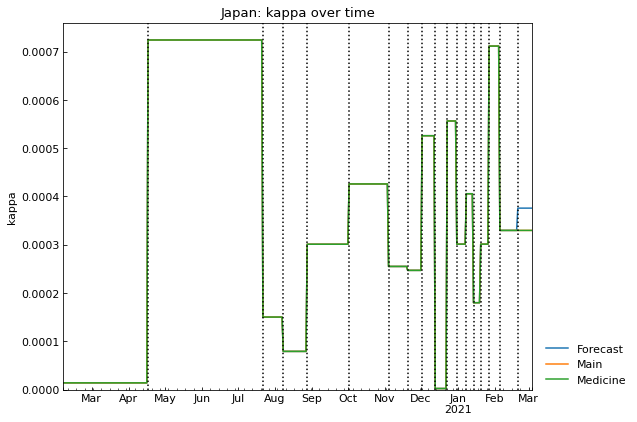 Japan: kappa over time
kappa
0.0007
0.0006
0.0005
0.0004
0.0003
0.0002
0.0001
0.0000
Mar Apr May Jun Jul Aug Sep Oct Nov Dec Jan Feb Mar
2021
Forecast
Main
Medicine